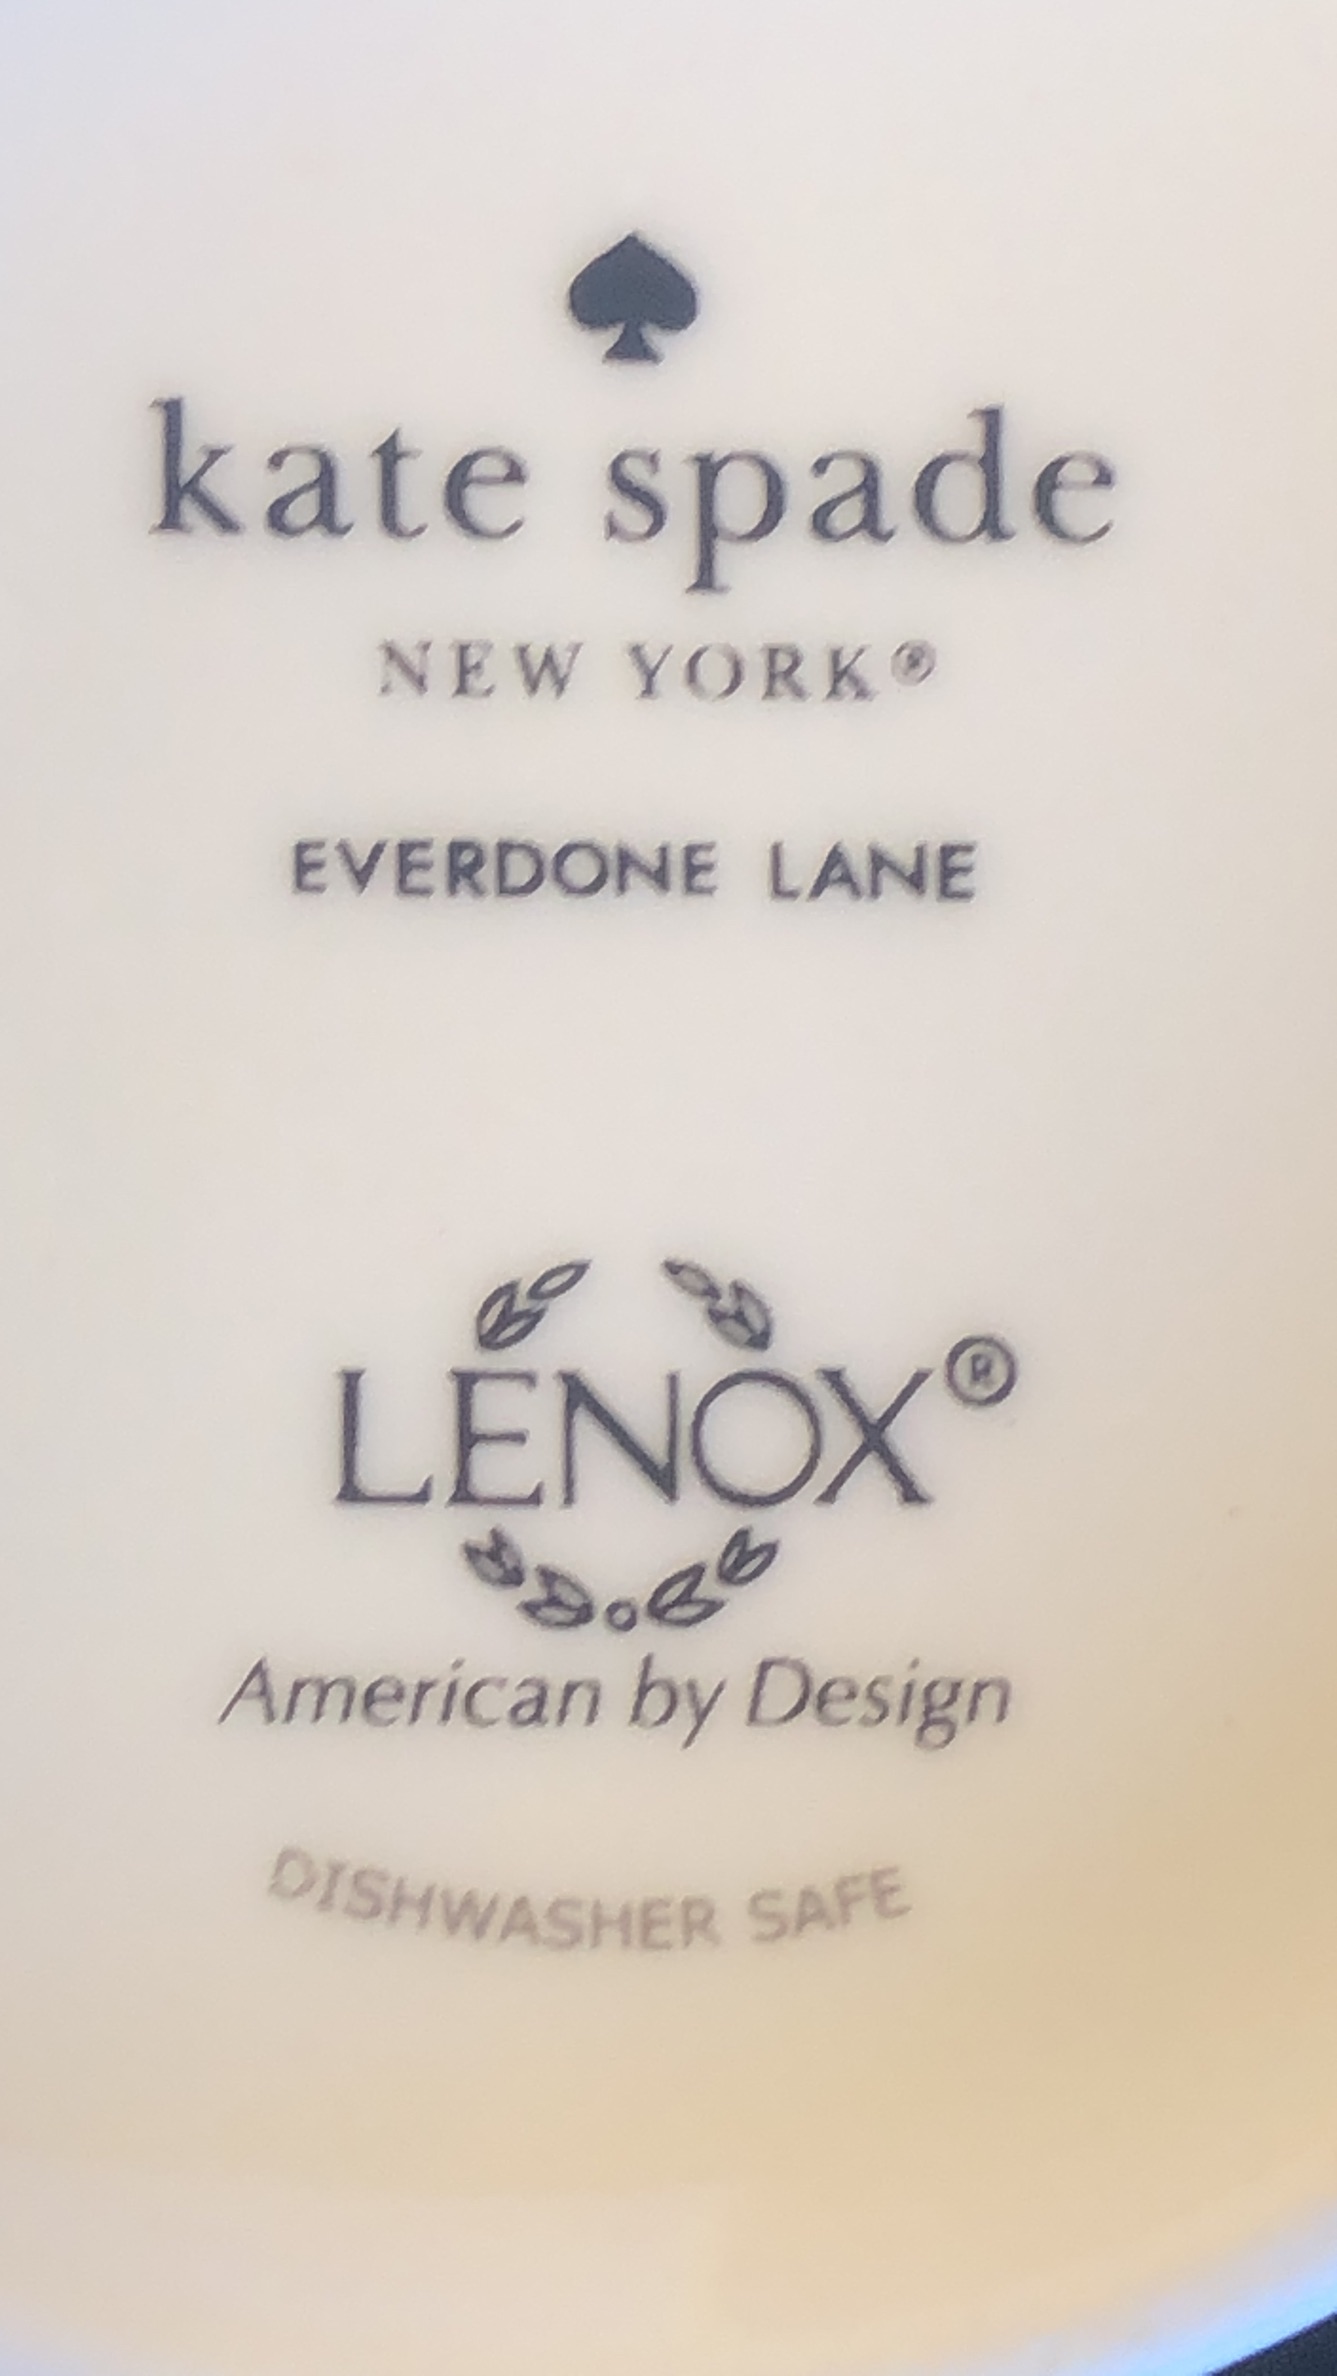 kate spade
NEW YORK®
EVERDONE LANE
LENOX®
American by Design
DISHWASHER SAFE